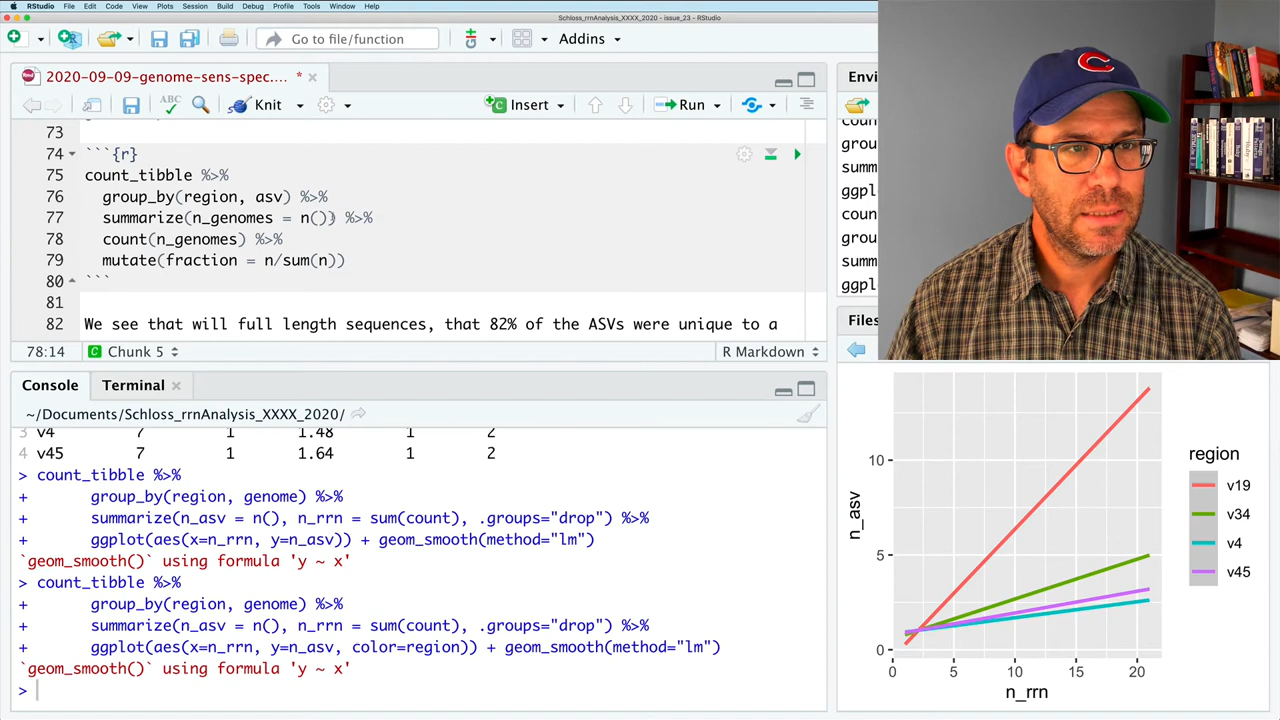 RStudio File Edit Code View Plots Session Build Debug Profile Tools Window Help
Schloss_rrnAnalysis_XXXX_2020 - issue_23 - RStudio
Go to file/function
Addins
2020-09-09-genome-sens-spec....* ×
Envi
ABC
Knit
Insert
Run
73
74 ```{r}
75 count_tibble %>%
76 group_by(region, asv) %>%
77 summarize(n_genomes = n()) %>%
78 count(n_genomes) %>%
79 mutate(fraction = n/sum(n))
80 ```
81
82 We see that will full length sequences, that 82% of the ASVs were unique to a
78:14 Chunk 5 R Markdown
coun
grou
summ
ggpl
coun
grou
summ
ggpl
Files
Console Terminal ×
~/Documents/Schloss_rrnAnalysis_XXXX_2020/
3 v4 7 1 1.48 1 2
4 v45 7 1 1.64 1 2
> count_tibble %>%
+ group_by(region, genome) %>%
+ summarize(n_asv = n(), n_rrn = sum(count), .groups="drop") %>%
+ ggplot(aes(x=n_rrn, y=n_asv)) + geom_smooth(method="lm")
`geom_smooth()` using formula 'y ~ x'
> count_tibble %>%
+ group_by(region, genome) %>%
+ summarize(n_asv = n(), n_rrn = sum(count), .groups="drop") %>%
+ ggplot(aes(x=n_rrn, y=n_asv, color=region)) + geom_smooth(method="lm")
`geom_smooth()` using formula 'y ~ x'
>
10
5
0
n_asv
0 5 10 15 20
n_rrn
region
v19
v34
v4
v45